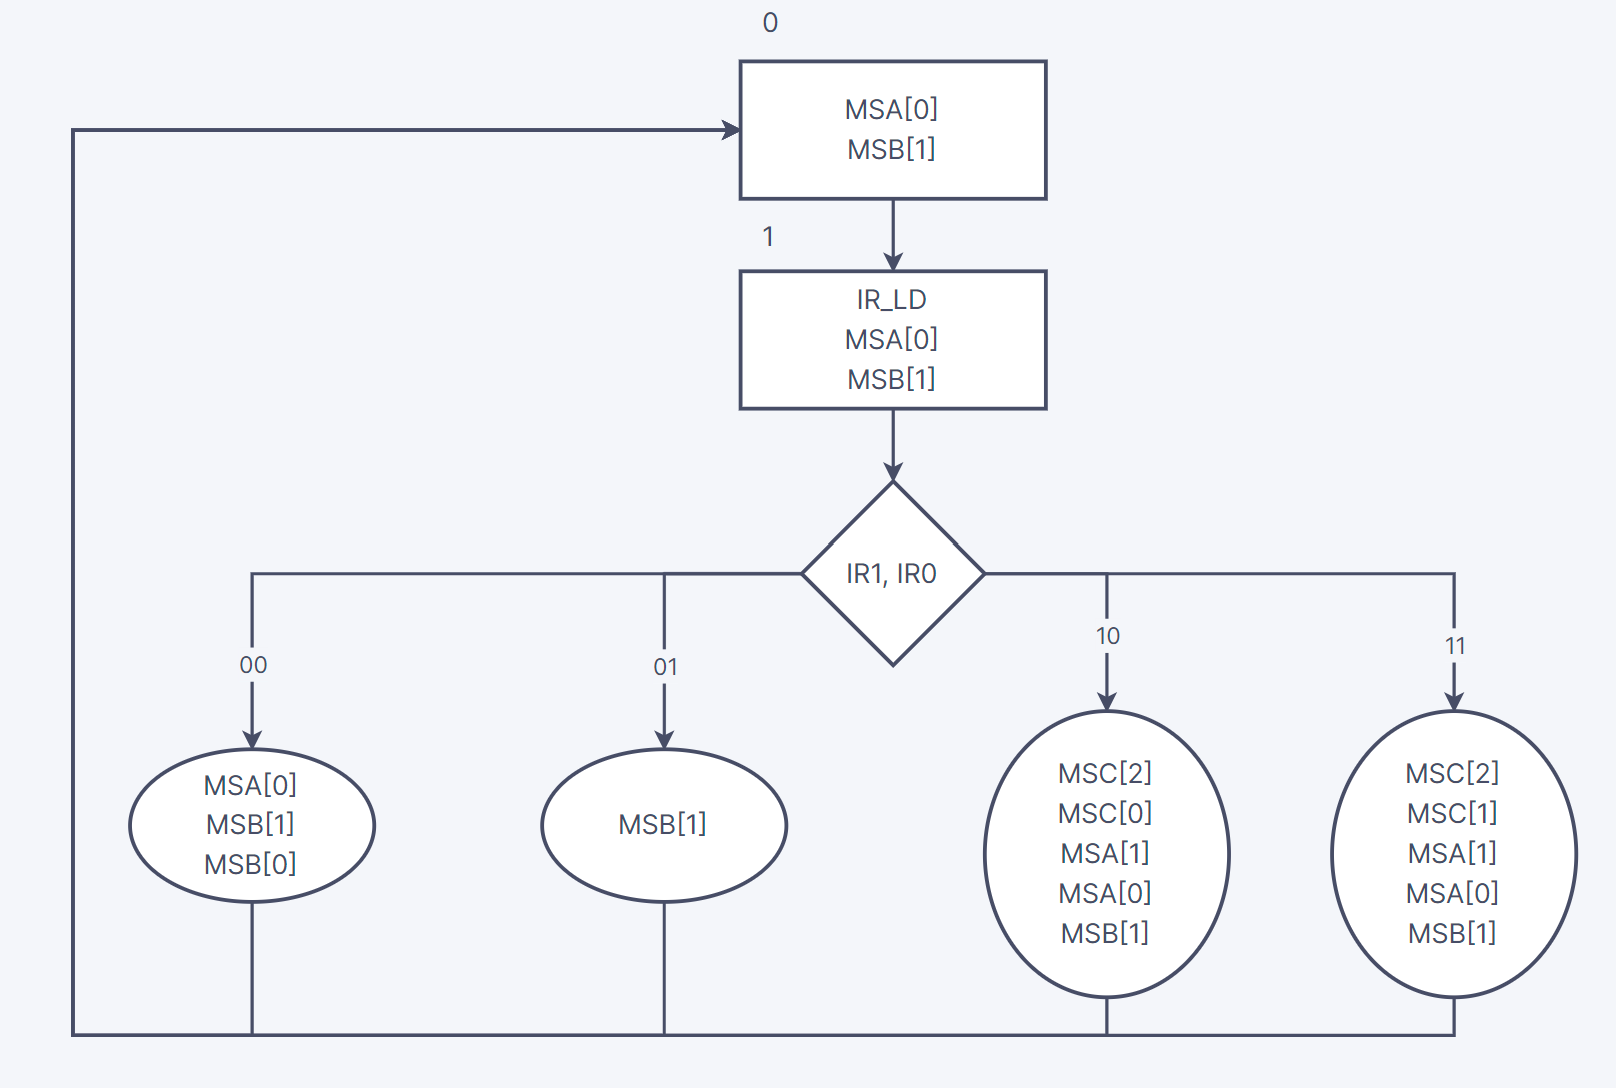 0
MSA[0]
MSB[1]
1
IR_LD
MSA[0]
MSB[1]
IR1, IR0
00
01
10
11
MSA[0]
MSB[1]
MSB[0]
MSB[1]
MSC[2]
MSC[0]
MSA[1]
MSA[0]
MSB[1]
MSC[2]
MSC[1]
MSA[1]
MSA[0]
MSB[1]